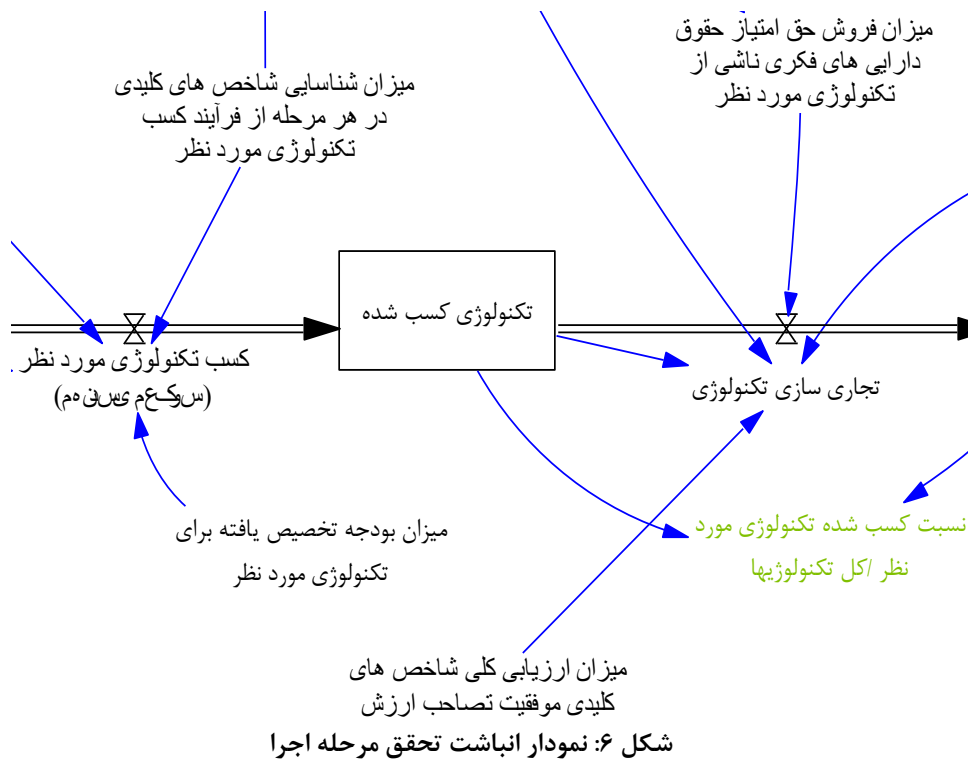 میزان فروش حق امتیاز حقوق
دارایی های فکری ناشی از
تکنولوژی مورد نظر
میزان شناسایی شاخص های کلیدی
در هر مرحله از فرآیند کسب
تکنولوژی مورد نظر
تکنولوژی کسب شده
کسب تکنولوژی مورد نظر
تجاری سازی تکنولوژی
میزان بودجه تخصیص یافته برای
تکنولوژی مورد نظر
نسبت کسب شده تکنولوژی مورد
نظر /کل تکنولوژیها
میزان ارزیابی کلی شاخص های
کلیدی موفقیت تصاحب ارزش
شکل ۶: نمودار انباشت تحقق مرحله اجرا